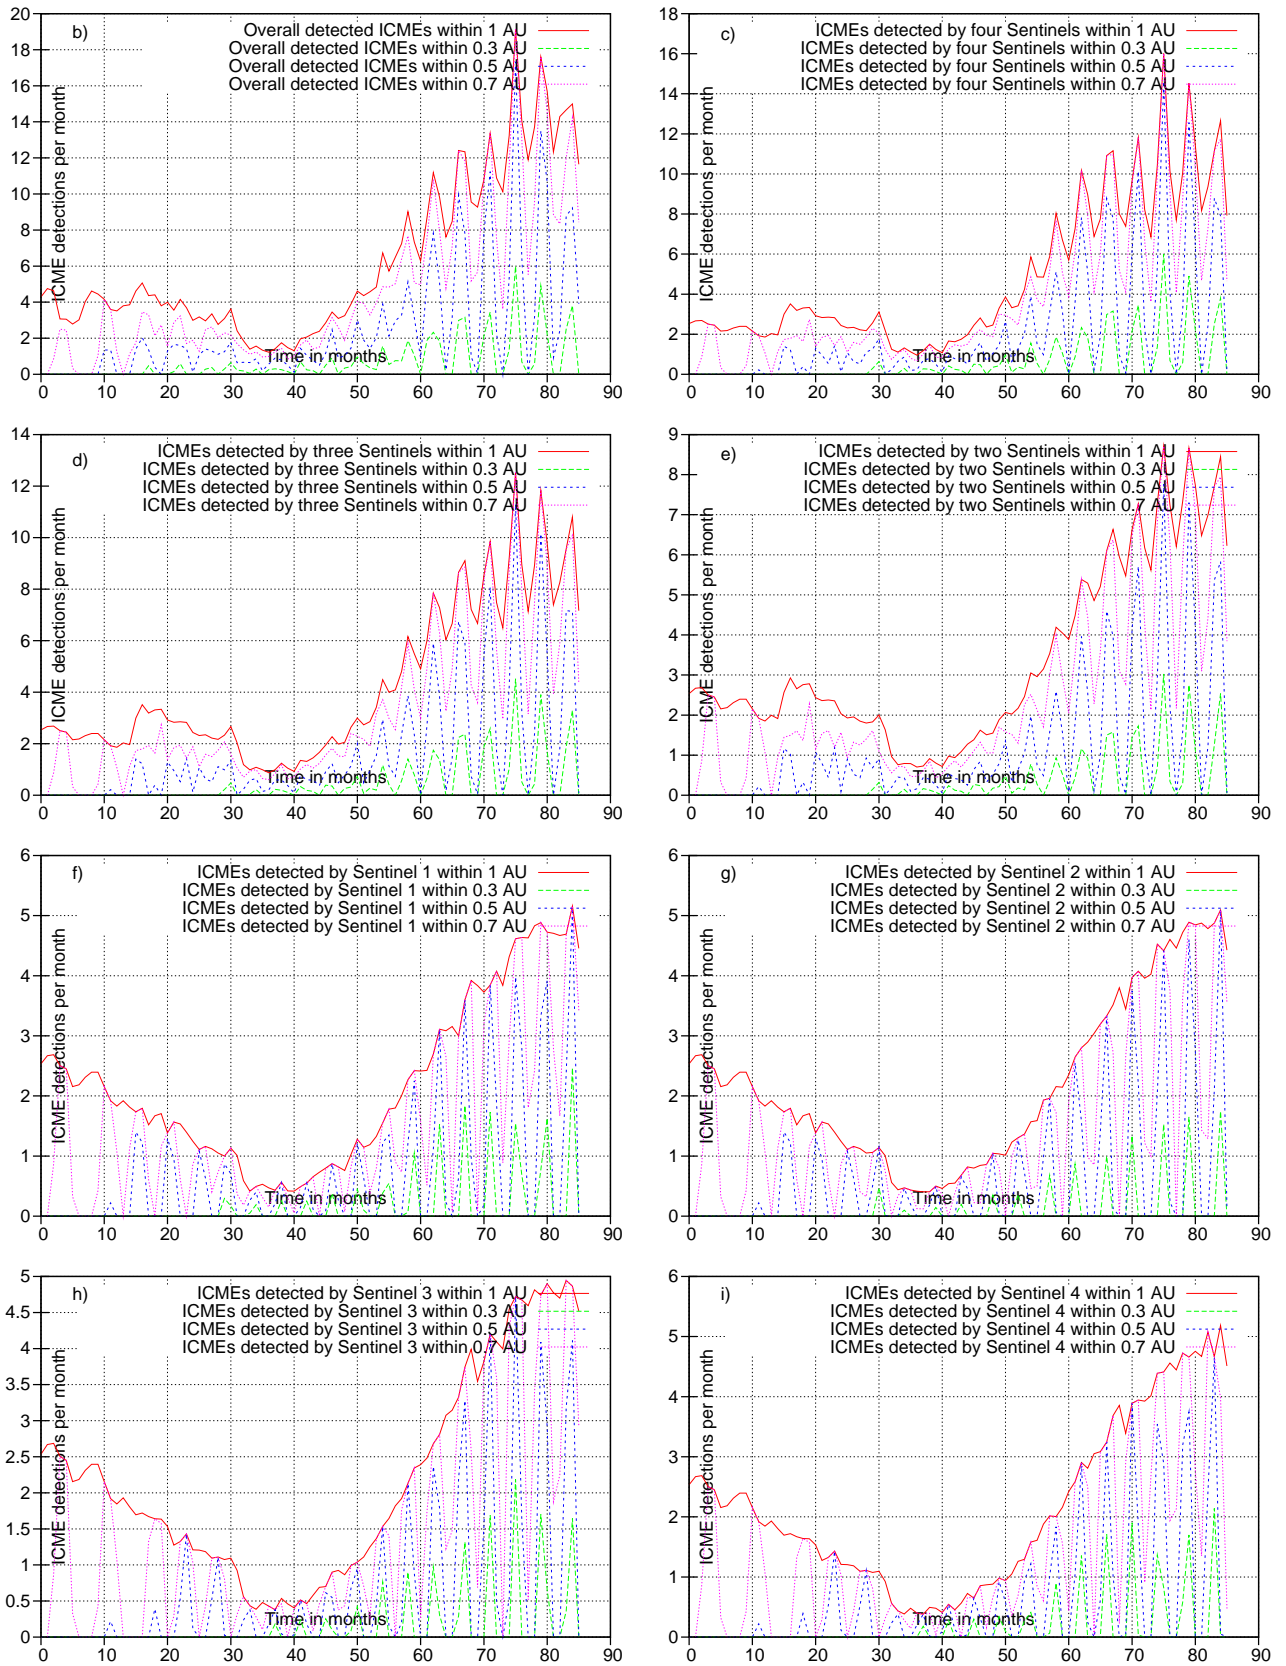 b)
Overall detected ICMEs within 1 AU
Overall detected ICMEs within 0.3 AU
Overall detected ICMEs within 0.5 AU
Overall detected ICMEs within 0.7 AU
ICME detections per month
20
18
16
14
12
10
8
6
4
2
0
Time in months
0 10 20 30 40 50 60 70 80 90
c)
ICMEs detected by four Sentinels within 1 AU
ICMEs detected by four Sentinels within 0.3 AU
ICMEs detected by four Sentinels within 0.5 AU
ICMEs detected by four Sentinels within 0.7 AU
ICME detections per month
18
16
14
12
10
8
6
4
2
0
Time in months
0 10 20 30 40 50 60 70 80 90
d)
ICMEs detected by three Sentinels within 1 AU
ICMEs detected by three Sentinels within 0.3 AU
ICMEs detected by three Sentinels within 0.5 AU
ICMEs detected by three Sentinels within 0.7 AU
ICME detections per month
14
12
10
8
6
4
2
0
Time in months
0 10 20 30 40 50 60 70 80 90
e)
ICMEs detected by two Sentinels within 1 AU
ICMEs detected by two Sentinels within 0.3 AU
ICMEs detected by two Sentinels within 0.5 AU
ICMEs detected by two Sentinels within 0.7 AU
ICME detections per month
9
8
7
6
5
4
3
2
1
0
Time in months
0 10 20 30 40 50 60 70 80 90
f)
ICMEs detected by Sentinel 1 within 1 AU
ICMEs detected by Sentinel 1 within 0.3 AU
ICMEs detected by Sentinel 1 within 0.5 AU
ICMEs detected by Sentinel 1 within 0.7 AU
ICME detections per month
6
5
4
3
2
1
0
Time in months
0 10 20 30 40 50 60 70 80 90
g)
ICMEs detected by Sentinel 2 within 1 AU
ICMEs detected by Sentinel 2 within 0.3 AU
ICMEs detected by Sentinel 2 within 0.5 AU
ICMEs detected by Sentinel 2 within 0.7 AU
ICME detections per month
6
5
4
3
2
1
0
Time in months
0 10 20 30 40 50 60 70 80 90
h)
ICMEs detected by Sentinel 3 within 1 AU
ICMEs detected by Sentinel 3 within 0.3 AU
ICMEs detected by Sentinel 3 within 0.5 AU
ICMEs detected by Sentinel 3 within 0.7 AU
ICME detections per month
5
4.5
4
3.5
3
2.5
2
1.5
1
0.5
0
Time in months
0 10 20 30 40 50 60 70 80 90
i)
ICMEs detected by Sentinel 4 within 1 AU
ICMEs detected by Sentinel 4 within 0.3 AU
ICMEs detected by Sentinel 4 within 0.5 AU
ICMEs detected by Sentinel 4 within 0.7 AU
ICME detections per month
6
5
4
3
2
1
0
Time in months
0 10 20 30 40 50 60 70 80 90